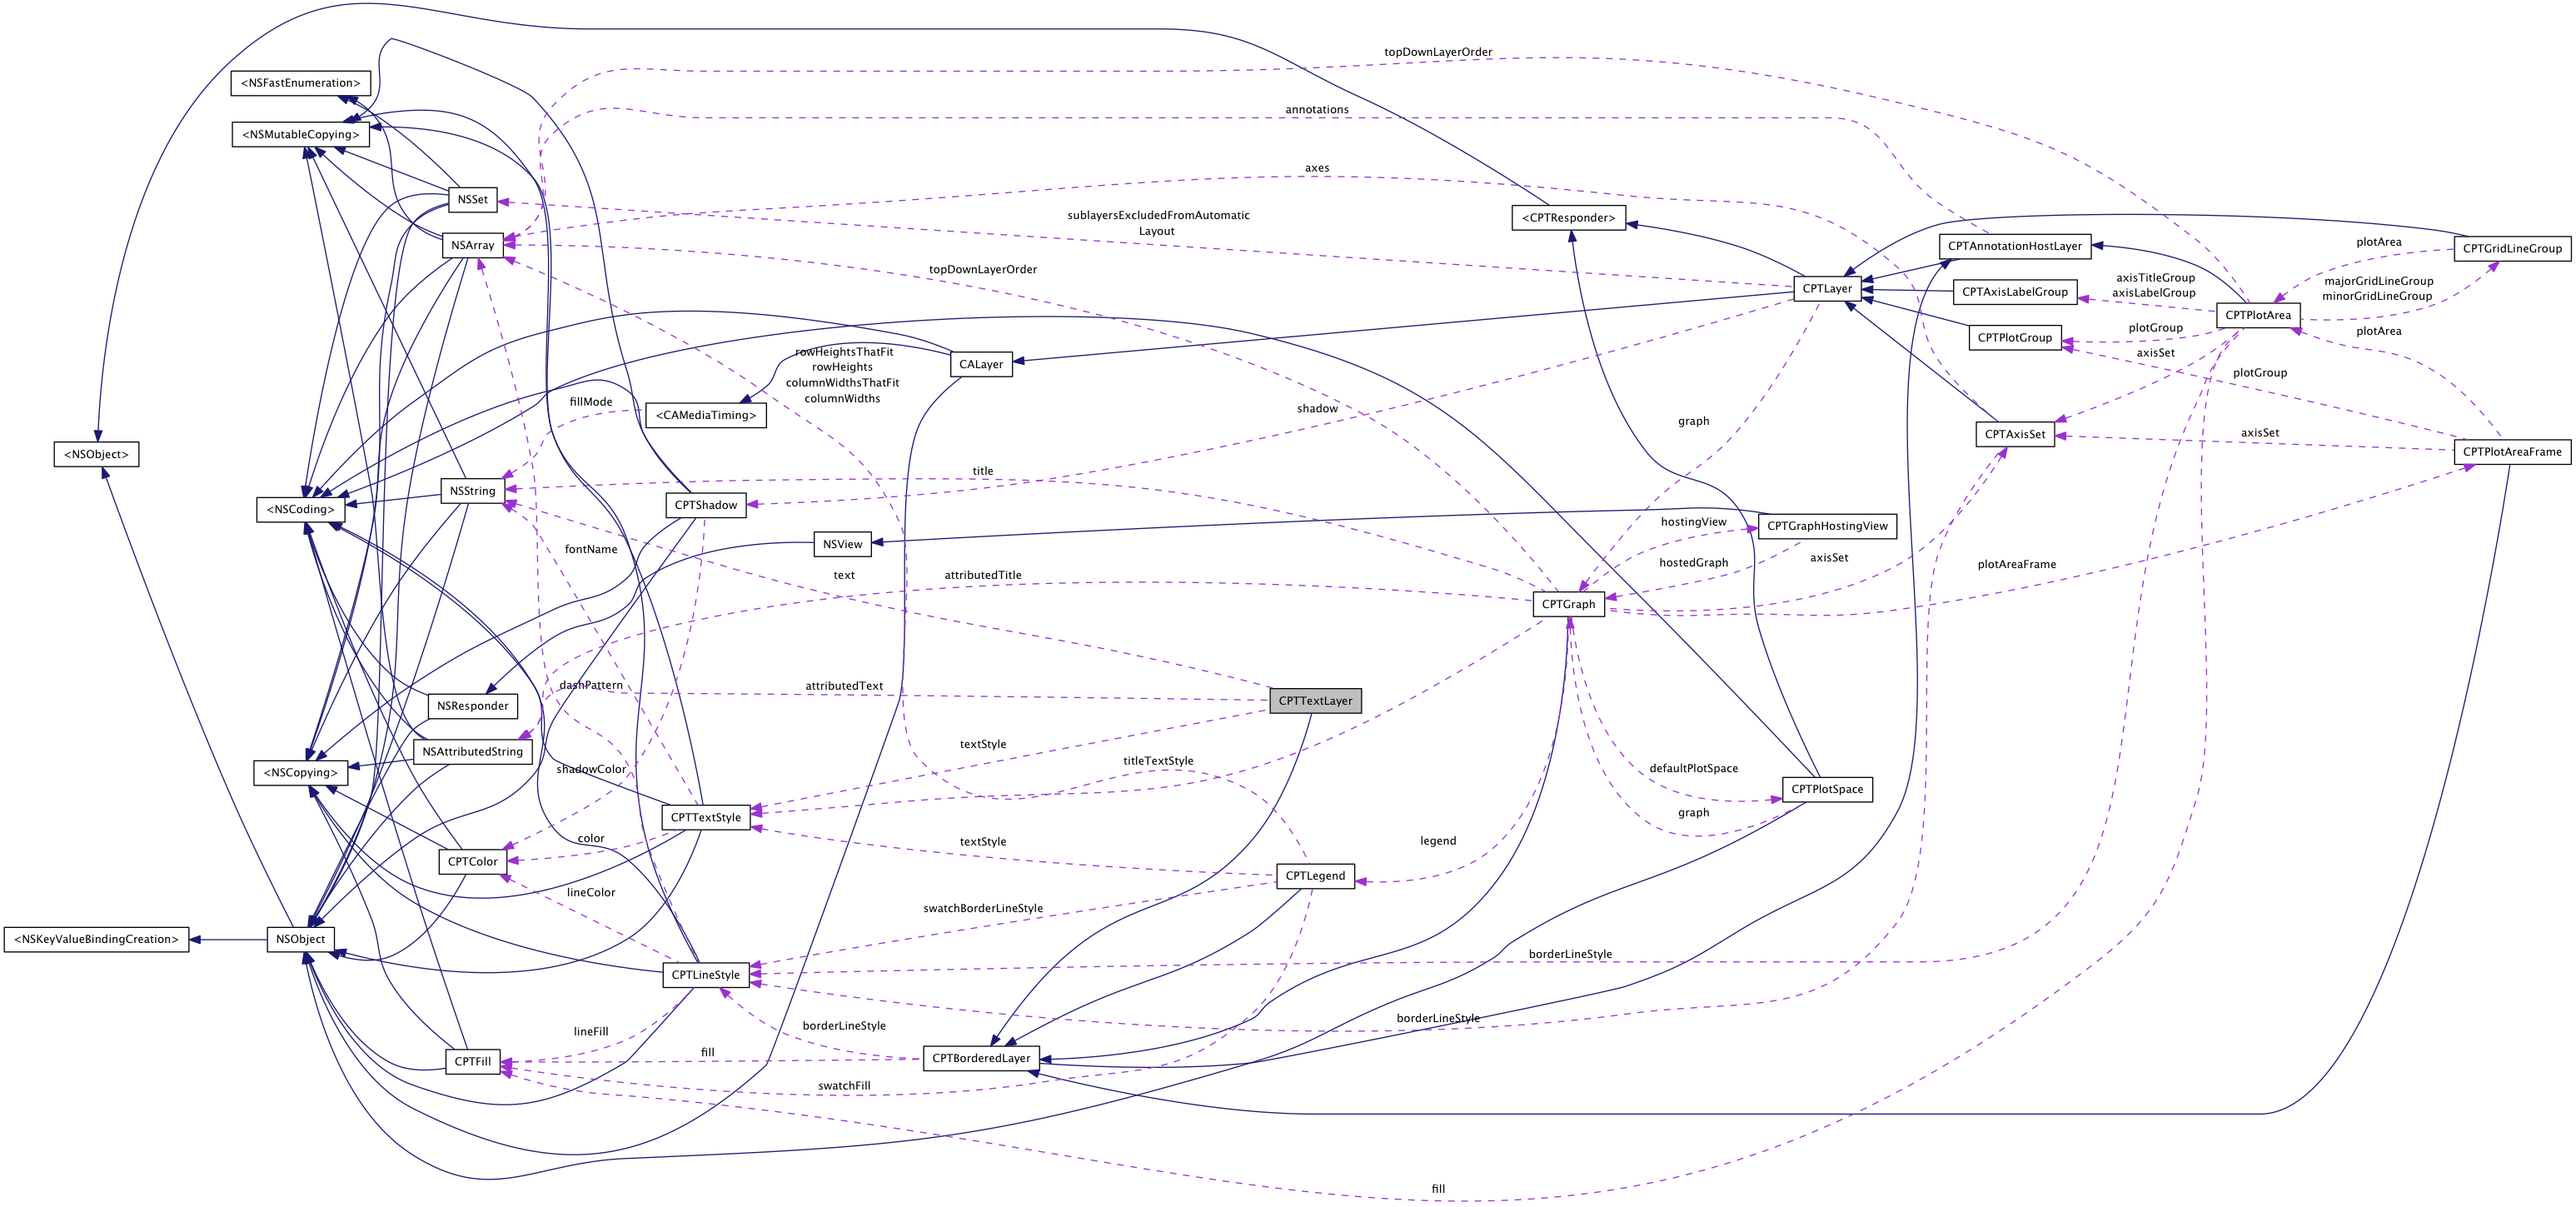 topDownLayerOrder
<NSFastEnumeration>
annotations
<NSMutableCopying>
axes
NSSet
sublayersExcludedFromAutomatic
Layout
<CPTResponder>
NSArray
CPTAnnotationHostLayer
plotArea
CPTGridLineGroup
topDownLayerOrder
CPTLayer
CPTAxisLabelGroup
axisTitleGroup
axisLabelGroup
majorGridLineGroup
minorGridLineGroup
CPTPlotArea
plotGroup
plotArea
CPTPlotGroup
axisSet
rowHeightsThatFit
rowHeights
columnWidthsThatFit
columnWidths
CALayer
plotGroup
fillMode
<CAMediaTiming>
shadow
graph
CPTAxisSet
axisSet
<NSObject>
CPTPlotAreaFrame
title
NSString
<NSCoding>
CPTShadow
hostingView
CPTGraphHostingView
NSView
fontName
text
attributedTitle
hostedGraph
axisSet
plotAreaFrame
CPTGraph
dashPattern
attributedText
CPTTextLayer
NSResponder
NSAttributedString
textStyle
<NSCopying>
shadowColor
titleTextStyle
defaultPlotSpace
CPTPlotSpace
CPTTextStyle
graph
color
textStyle
legend
CPTColor
CPTLegend
lineColor
swatchBorderLineStyle
<NSKeyValueBindingCreation>
NSObject
CPTLineStyle
borderLineStyle
lineFill
borderLineStyle
borderLineStyle
CPTFill
fill
CPTBorderedLayer
swatchFill
fill